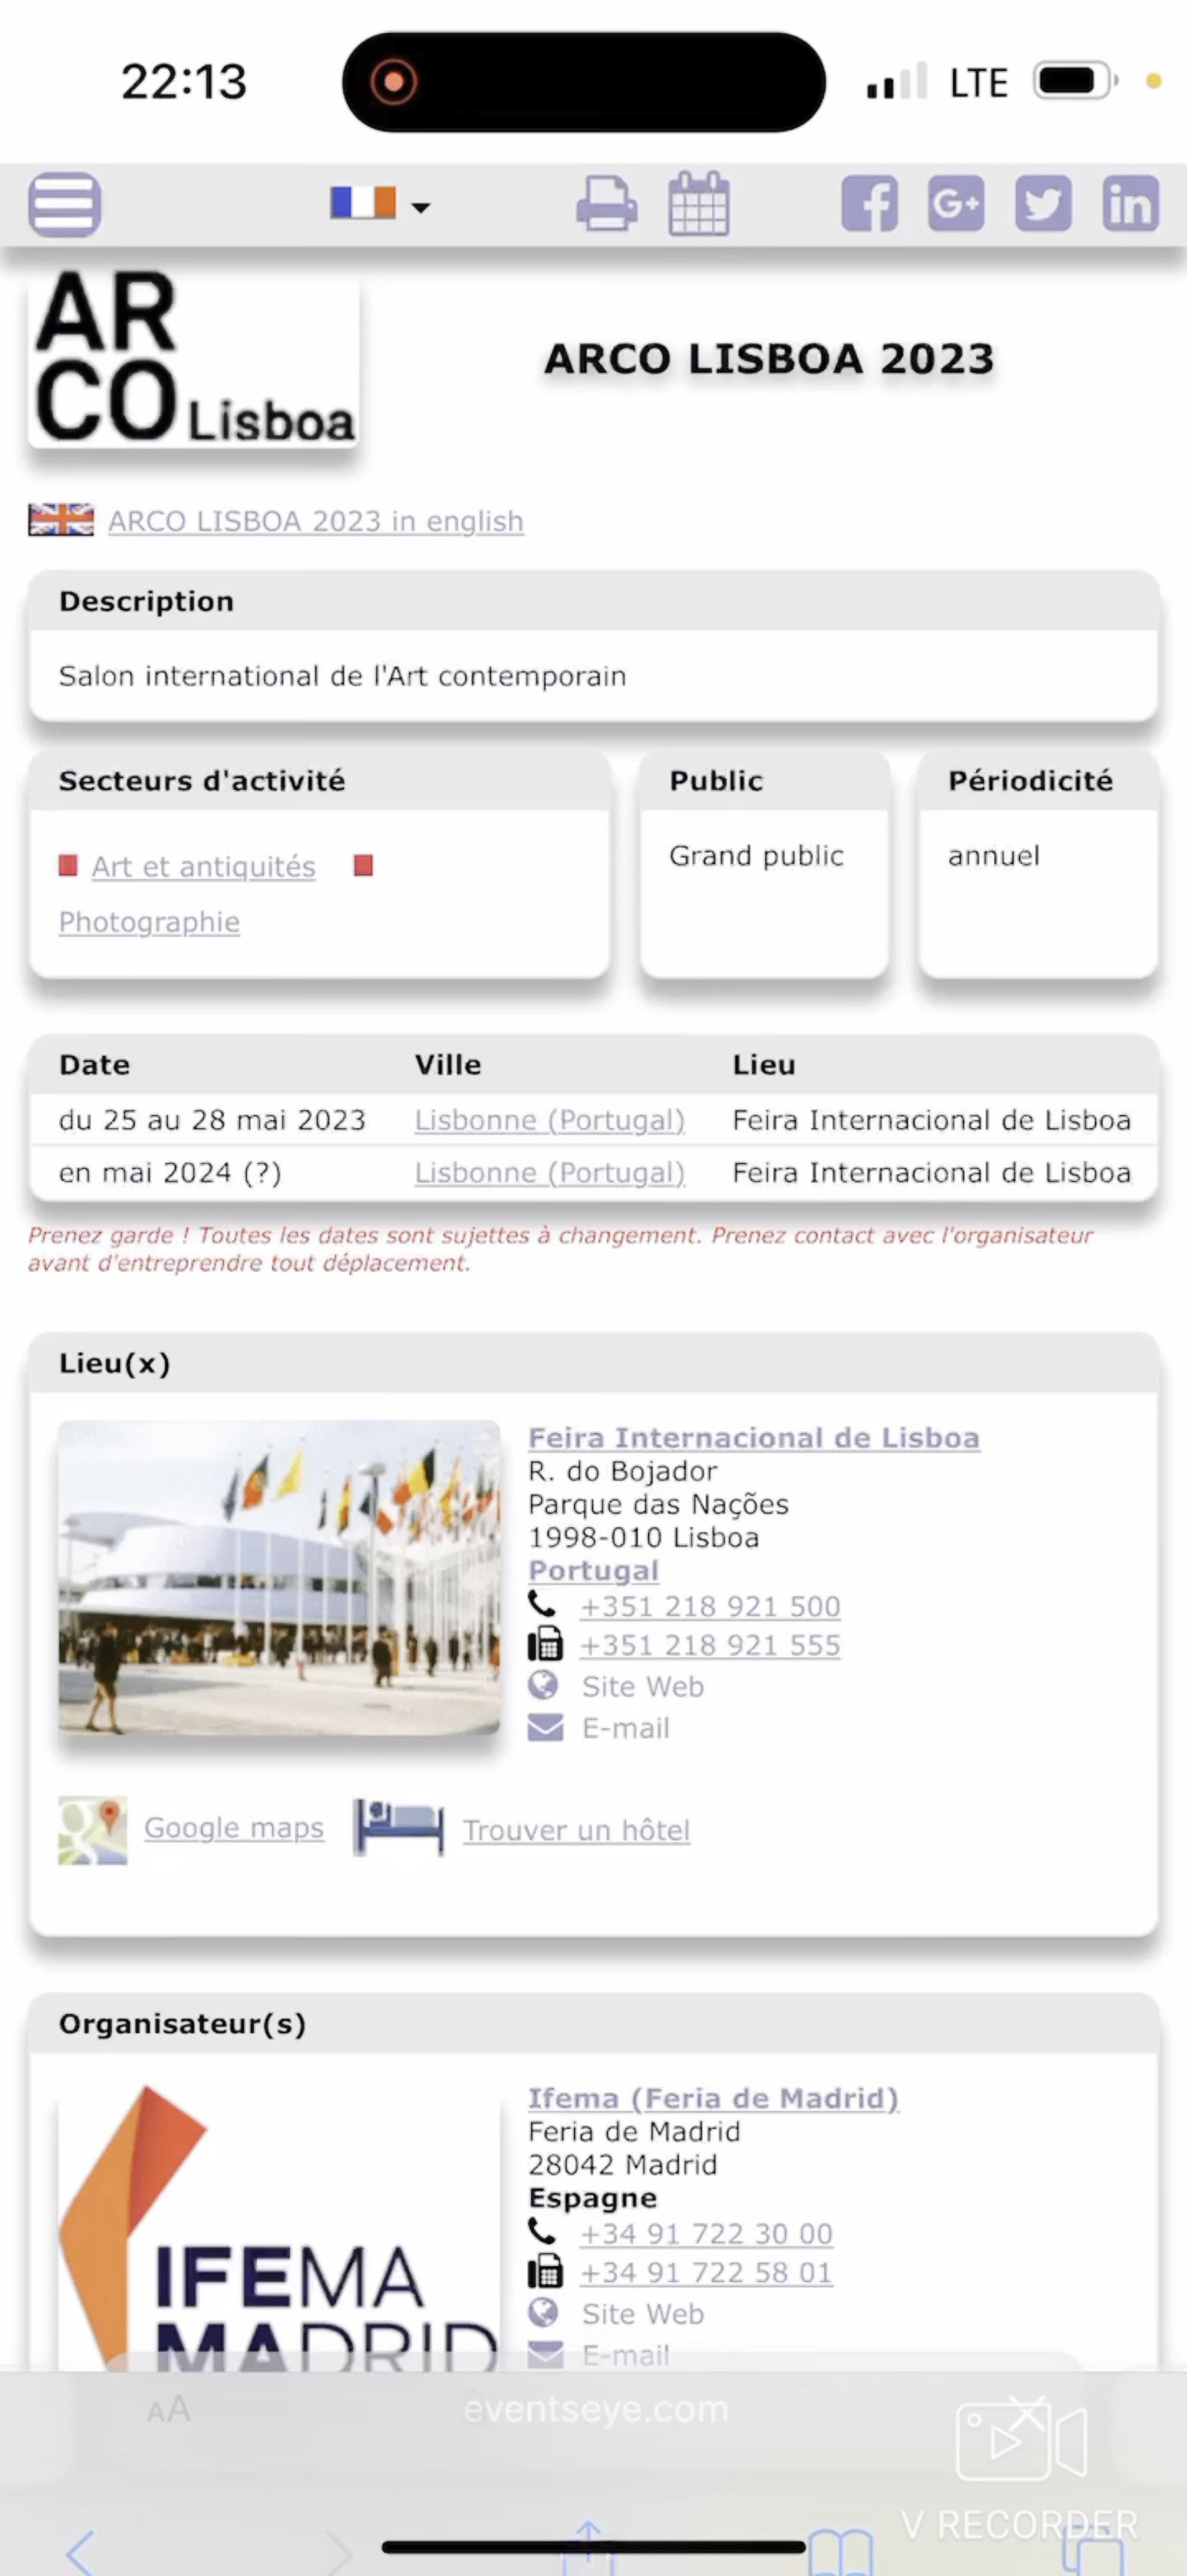 22:13
LTE
G+
in
AR
CO Lisboa
ARCO LISBOA 2023
ARCO LISBOA 2023 in english
Description
Salon international de l'Art contemporain
Secteurs d'activité
Art et antiquités
Photographie
Public
Grand public
Périodicité
annuel
Date Ville Lieu
du 25 au 28 mai 2023 Lisbonne (Portugal) Feira Internacional de Lisboa
en mai 2024 (?) Lisbonne (Portugal) Feira Internacional de Lisboa
Prenez garde ! Toutes les dates sont sujettes à changement. Prenez contact avec l'organisateur
avant d'entreprendre tout déplacement.
Lieu(x)
Feira Internacional de Lisboa
R. do Bojador
Parque das Nações
1998-010 Lisboa
Portugal
+351 218 921 500
+351 218 921 555
Site Web
E-mail
Google maps
Trouver un hôtel
Organisateur(s)
IFEMA
MADRID
Ifema (Feria de Madrid)
Feria de Madrid
28042 Madrid
Espagne
+34 91 722 30 00
+34 91 722 58 01
Site Web
E-mail
AA
eventseye.com
V RECORDER